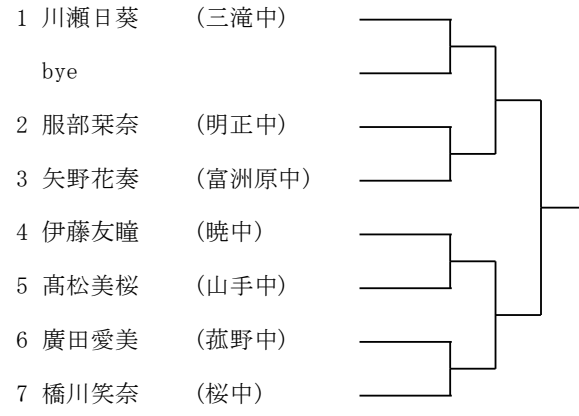 1 川瀬日葵 (三滝中)
bye
2 服部栞奈 (明正中)
3 矢野花奏 (富洲原中)
4 伊藤友瞳 (暁中)
5 髙松美桜 (山手中)
6 廣田愛美 (菰野中)
7 橋川笑奈 (桜中)